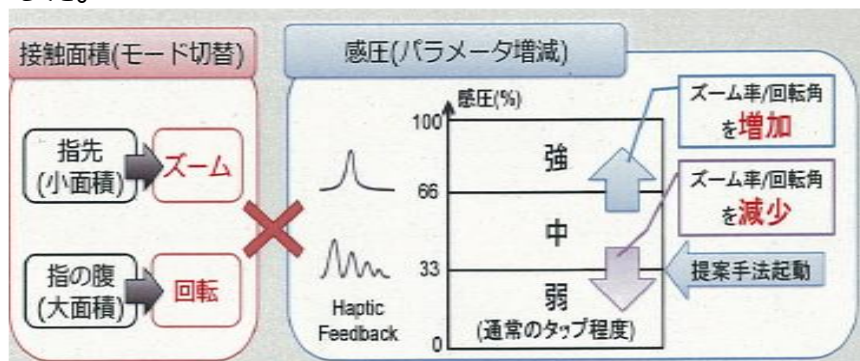 接触面積(モード切替)
指先
(小面積)
ズーム
指の腹
(大面積)
回転
感圧(パラメータ増減)
感圧(%)
100
66
33
0
強
中
弱
(通常のタップ程度)
Haptic
Feedback
ズーム率/回転角
を増加
ズーム率/回転角
を減少
提案手法起動